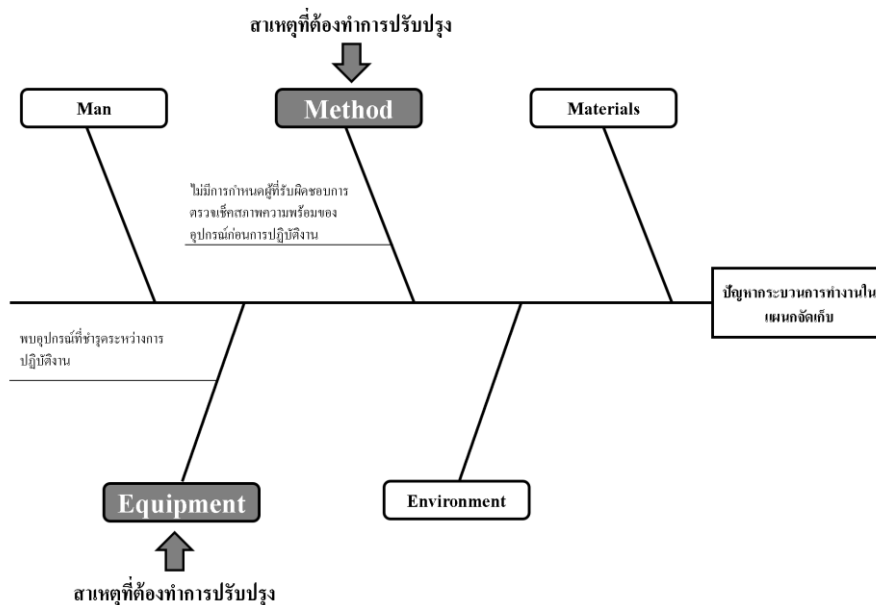 สาเหตุที่ต้องทำการปรับปรุง
Man
Method
Materials
ไม่มีการกำหนดผู้ที่รับผิดชอบการ
ตรวจเช็คสภาพความพร้อมของ
อุปกรณ์ก่อนการปฏิบัติงาน
ปัญหากระบวนการทำงานใน
แผนกจัดเก็บ
พบอุปกรณ์ที่ชำรุดระหว่างการ
ปฏิบัติงาน
Equipment
Environment
สาเหตุที่ต้องทำการปรับปรุง